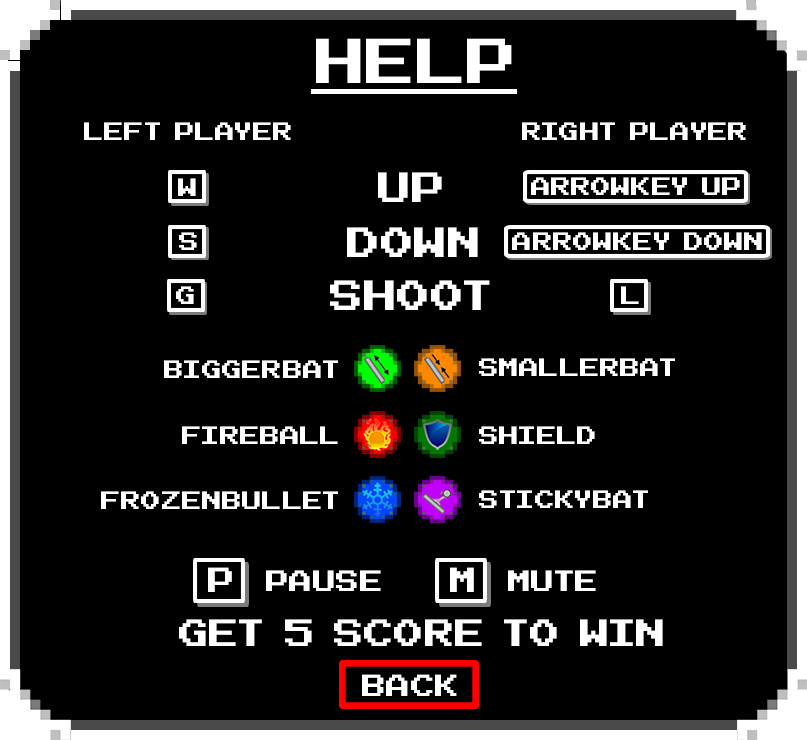 HELP
LEFT PLAYER RIGHT PLAYER
W UP ARROWKEY UP
S DOWN ARROWKEY DOWN
G SHOOT L
BIGGERBAT SMALLERBAT
FIREBALL SHIELD
FROZENBULLET STICKYBAT
P PAUSE M MUTE
GET 5 SCORE TO WIN
BACK